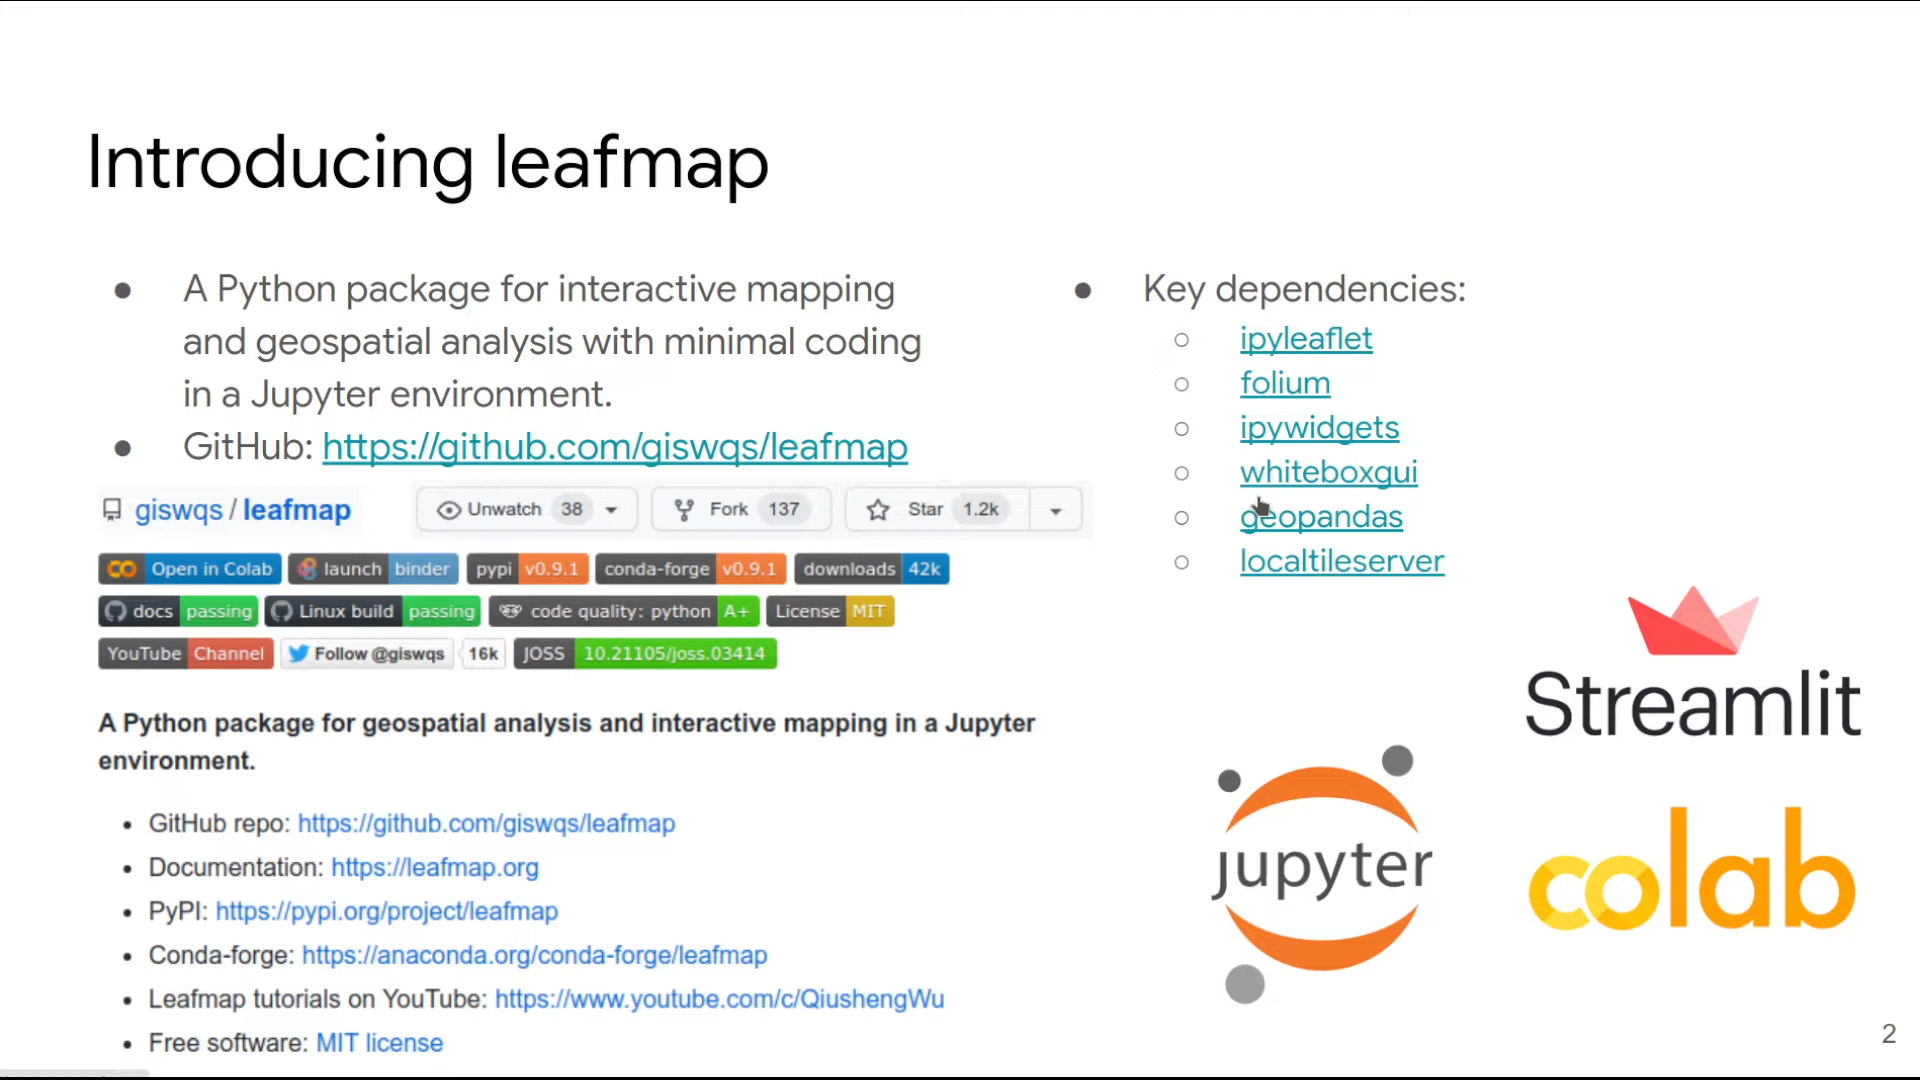 Introducing leafmap
A Python package for interactive mapping
and geospatial analysis with minimal coding
in a Jupyter environment.
GitHub: https://github.com/giswqs/leafmap
giswqs / leafmap
Unwatch 38
Fork 137
Star 1.2k
Open in Colab
launch binder
pypi v0.9.1
conda-forge v0.9.1
downloads 42k
docs passing
Linux build passing
code quality: python A+
License MIT
YouTube Channel
Follow @giswqs 16k
JOSS 10.21105/joss.03414
A Python package for geospatial analysis and interactive mapping in a Jupyter
environment.
GitHub repo: https://github.com/giswqs/leafmap
Documentation: https://leafmap.org
PyPI: https://pypi.org/project/leafmap
Conda-forge: https://anaconda.org/conda-forge/leafmap
Leafmap tutorials on YouTube: https://www.youtube.com/c/QiushengWu
Free software: MIT license
Key dependencies:
ipyleaflet
folium
ipywidgets
whiteboxgui
geopandas
localtileserver
Streamlit
jupyter
colab
2